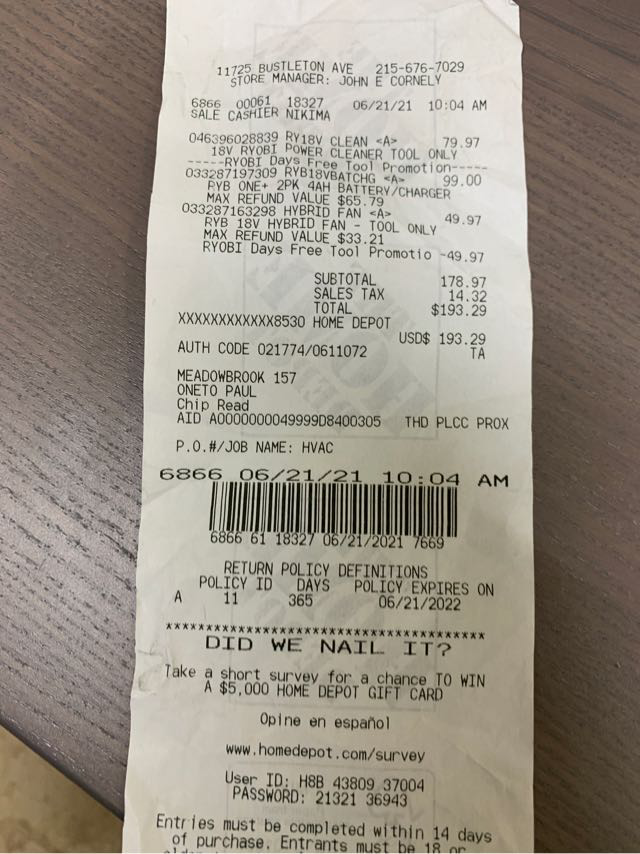 11725 BUSTLETON AVE 215-676-7029
STORE MANAGER: JOHN E CORNELY
6866 00061 18327 06/21/21 10:04 AM
SALE CASHIER NIKIMA
046396028839 RY18V CLEAN <A> 79.97
18V RYOBI POWER CLEANER TOOL ONLY
-----RYOBI Days Free Tool Promotion-----
033287197309 RYB18VBATCHG <A> 99.00
RYB ONE+ 2PK 4AH BATTERY/CHARGER
MAX REFUND VALUE $65.79
033287163298 HYBRID FAN <A> 49.97
RYB 18V HYBRID FAN - TOOL ONLY
MAX REFUND VALUE $33.21
RYOBI Days Free Tool Promotio -49.97
SUBTOTAL 178.97
SALES TAX 14.32
TOTAL $193.29
XXXXXXXXXXXX8530 HOME DEPOT
USD$ 193.29
AUTH CODE 021774/0611072 TA
MEADOWBROOK 157
ONETO PAUL
Chip Read
AID A0000000049999D8400305 THD PLCC PROX
P.O.#/JOB NAME: HVAC
6866 06/21/21 10:04 AM
6866 61 18327 06/21/2021 7669
RETURN POLICY DEFINITIONS
POLICY ID DAYS POLICY EXPIRES ON
A 11 365 06/21/2022
****************************************
DID WE NAIL IT?
Take a short survey for a chance TO WIN
A $5,000 HOME DEPOT GIFT CARD
Opine en español
www.homedepot.com/survey
User ID: H8B 43809 37004
PASSWORD: 21321 36943
Entries must be completed within 14 days
of purchase. Entrants must be 18 or